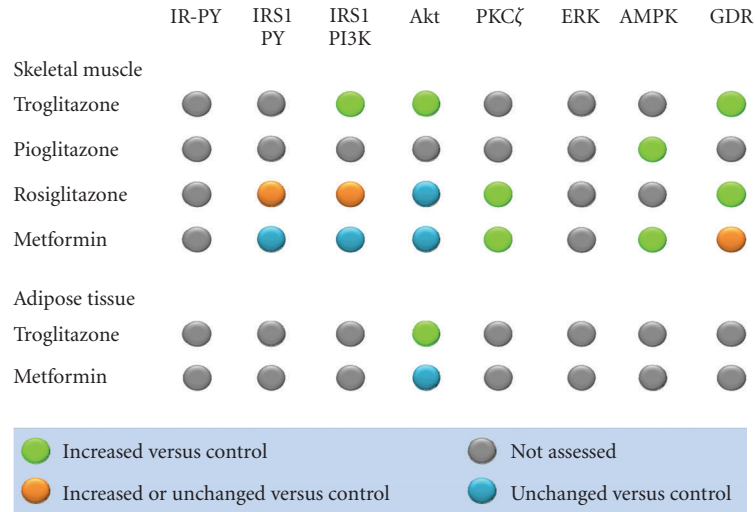 IR-PY IRS1 PY IRS1 PI3K Akt PKCζ ERK AMPK GDR
Skeletal muscle
Troglitazone
Pioglitazone
Rosiglitazone
Metformin
Adipose tissue
Troglitazone
Metformin
Increased versus control
Not assessed
Increased or unchanged versus control
Unchanged versus control